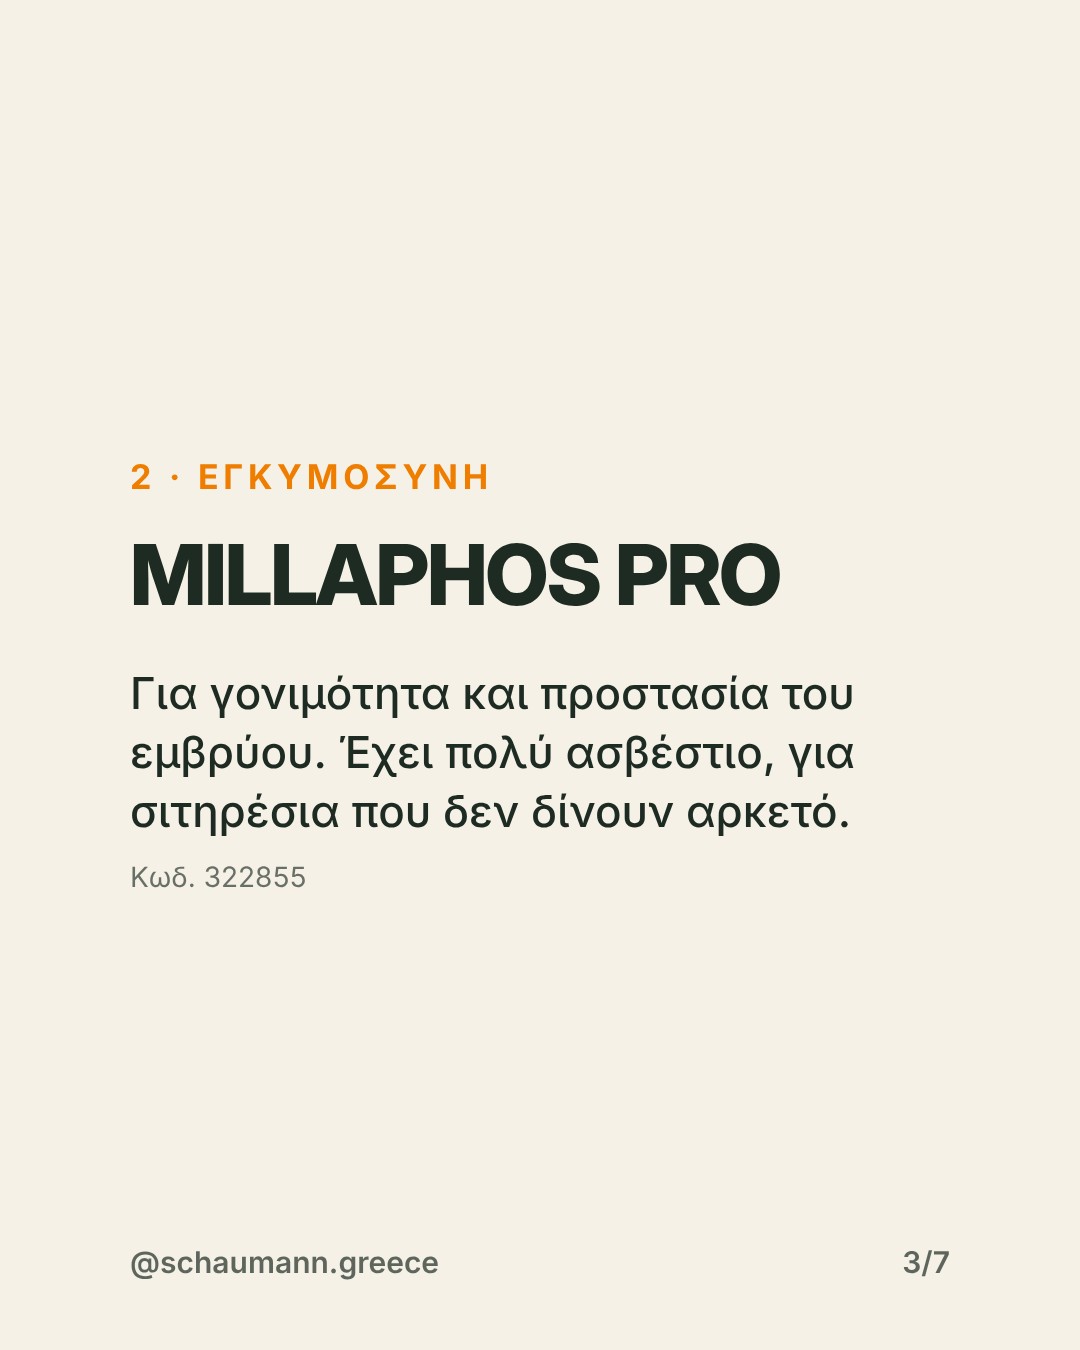 2 · ΕΓΚΥΜΟΣΥΝΗ
MILLAPHOS PRO
Για γονιμότητα και προστασία του
εμβρύου. Έχει πολύ ασβέστιο, για
σιτηρέσια που δεν δίνουν αρκετό.
Κωδ. 322855
@schaumann.greece
3/7